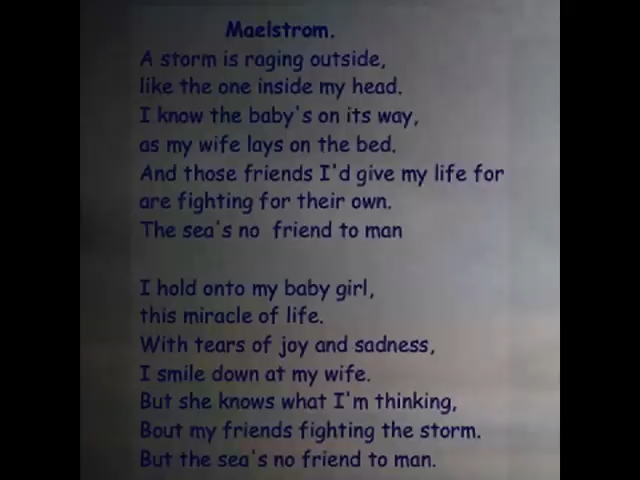 Maelstrom.
A storm is raging outside,
like the one inside my head.
I know the baby's on its way,
as my wife lays on the bed.
And those friends I'd give my life for
are fighting for their own.
The sea's no friend to man
I hold onto my baby girl,
this miracle of life.
With tears of joy and sadness,
I smile down at my wife.
But she knows what I'm thinking,
Bout my friends fighting the storm.
But the sea's no friend to man.